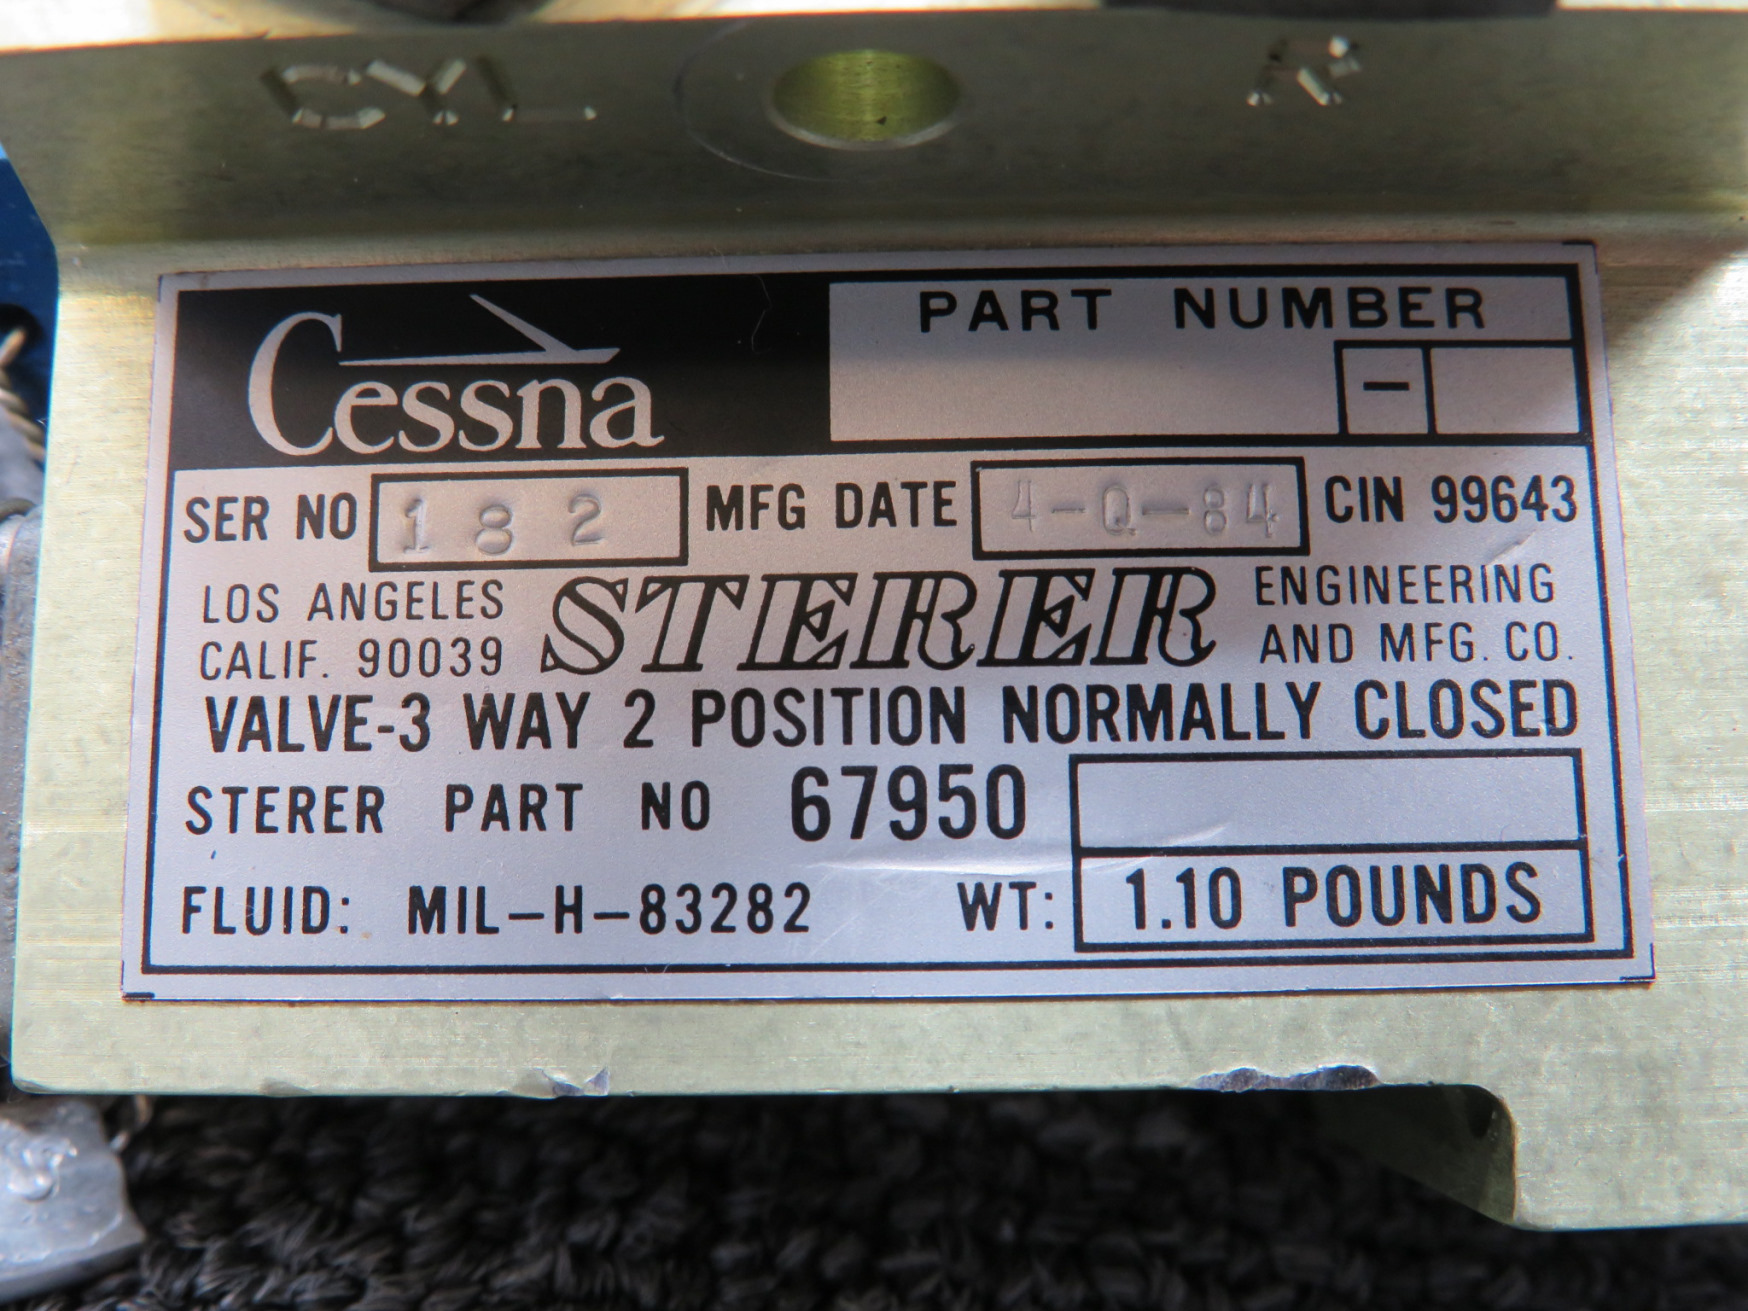 CYL. R
Cessna
PART NUMBER
-
SER NO 182 MFG DATE 4-Q-84 CIN 99643
LOS ANGELES STERER ENGINEERING
CALIF. 90039 AND MFG. CO.
VALVE-3 WAY 2 POSITION NORMALLY CLOSED
STERER PART NO 67950
FLUID: MIL-H-83282 WT: 1.10 POUNDS